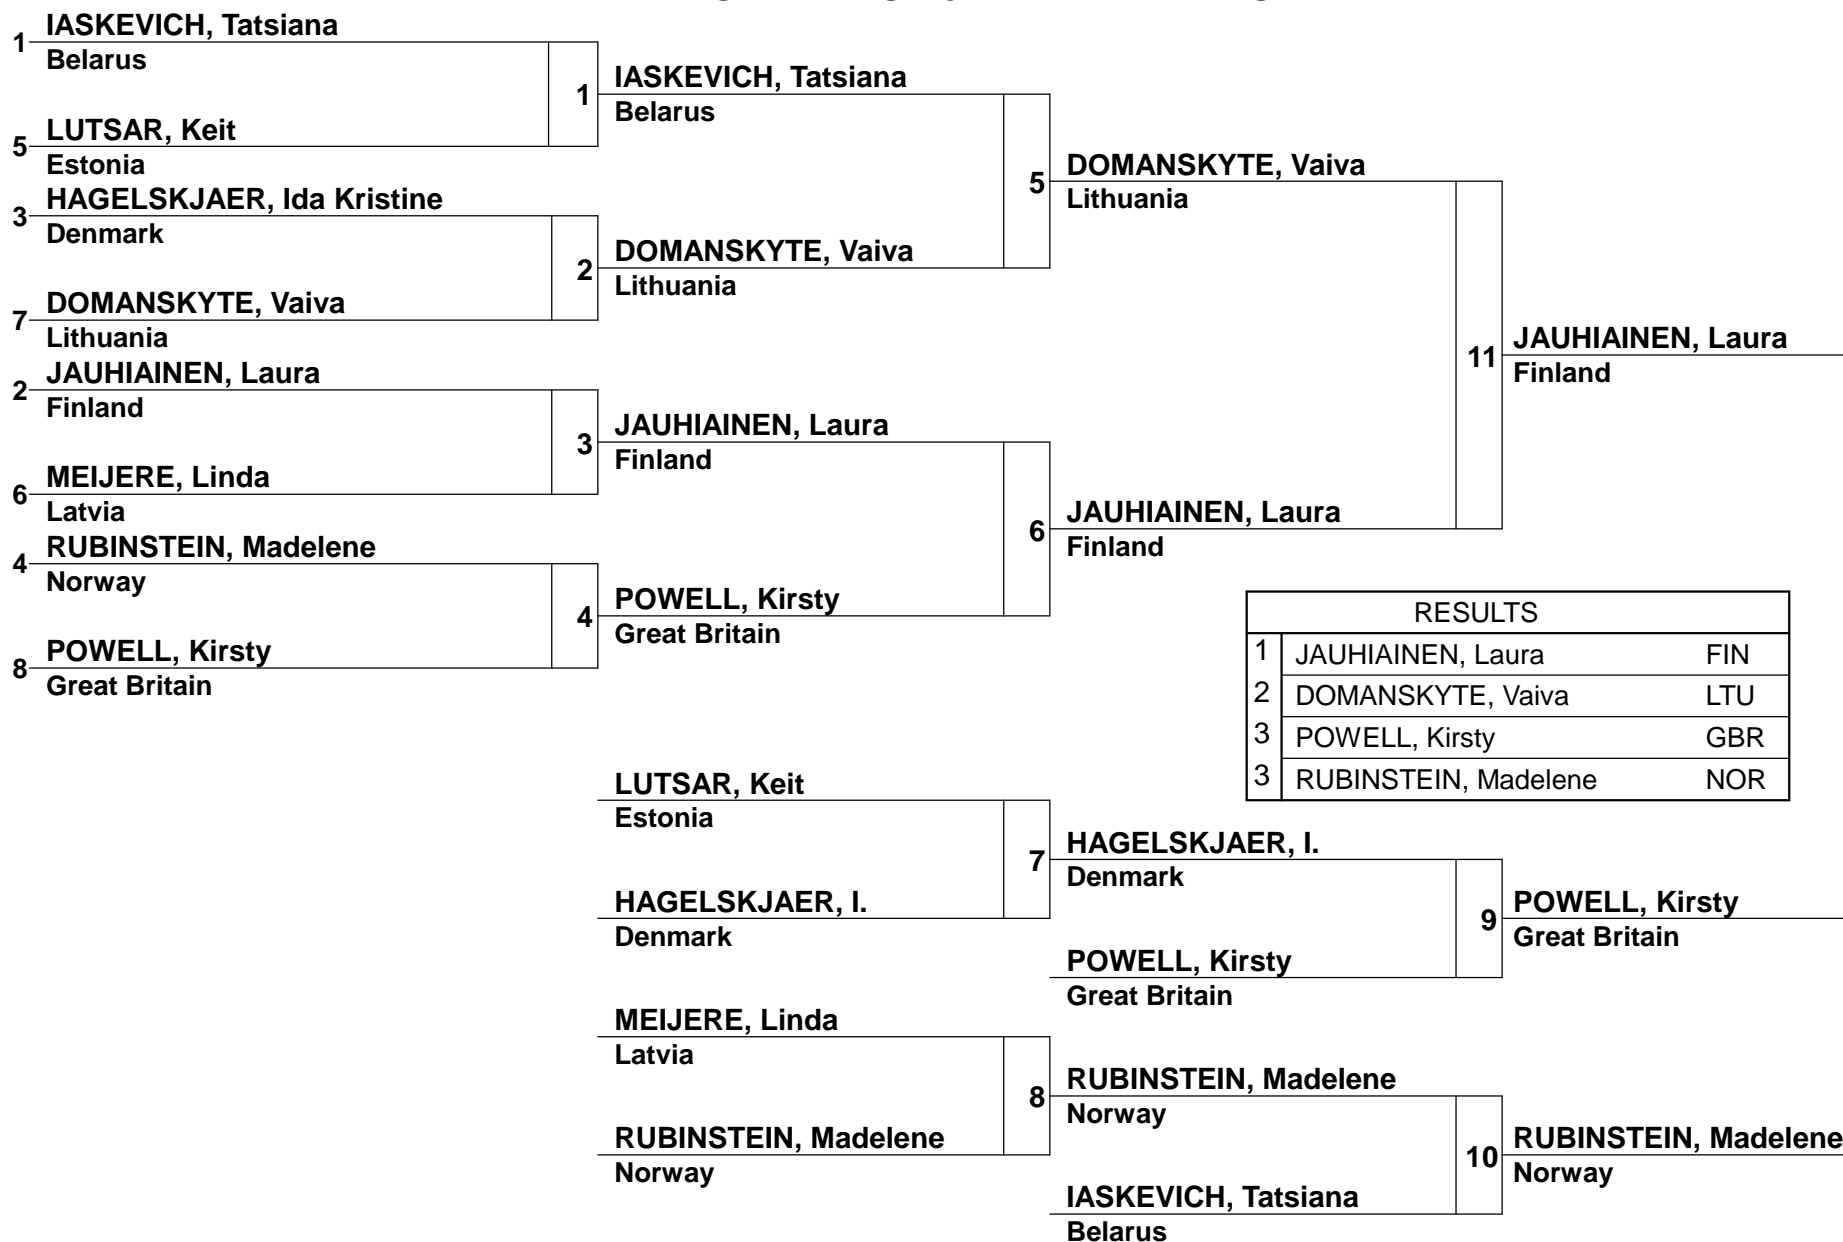 1
IASKEVICH, Tatsiana
Belarus
5
LUTSAR, Keit
Estonia
3
HAGELSKJAER, Ida Kristine
Denmark
7
DOMANSKYTE, Vaiva
Lithuania
2
JAUHIAINEN, Laura
Finland
6
MEIJERE, Linda
Latvia
4
RUBINSTEIN, Madelene
Norway
8
POWELL, Kirsty
Great Britain
1
IASKEVICH, Tatsiana
Belarus
2
DOMANSKYTE, Vaiva
Lithuania
3
JAUHIAINEN, Laura
Finland
4
POWELL, Kirsty
Great Britain
5
DOMANSKYTE, Vaiva
Lithuania
6
JAUHIAINEN, Laura
Finland
11
JAUHIAINEN, Laura
Finland
RESULTS
1 JAUHIAINEN, Laura FIN
2 DOMANSKYTE, Vaiva LTU
3 POWELL, Kirsty GBR
3 RUBINSTEIN, Madelene NOR
LUTSAR, Keit
Estonia
HAGELSKJAER, I.
Denmark
MEIJERE, Linda
Latvia
RUBINSTEIN, Madelene
Norway
7
HAGELSKJAER, I.
Denmark
POWELL, Kirsty
Great Britain
8
RUBINSTEIN, Madelene
Norway
IASKEVICH, Tatsiana
Belarus
9
POWELL, Kirsty
Great Britain
10
RUBINSTEIN, Madelene
Norway